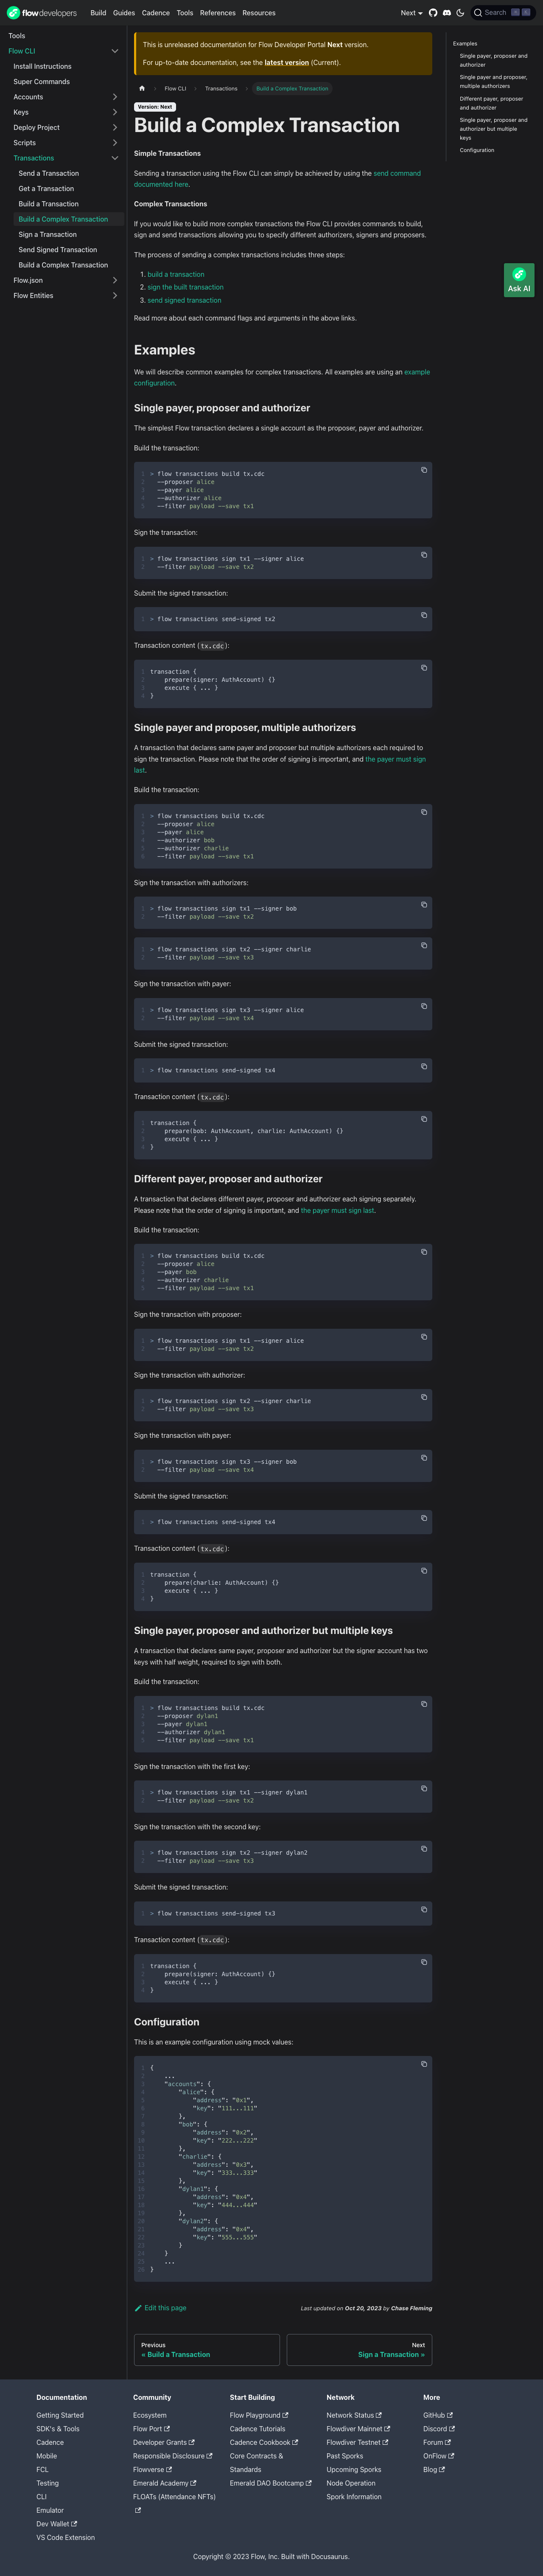 flow developers
Build
Guides
Cadence
Tools
References
Resources
Next
Search
K
Tools
Flow CLI
Install Instructions
Super Commands
Accounts
Keys
Deploy Project
Scripts
Transactions
Send a Transaction
Get a Transaction
Build a Transaction
Build a Complex Transaction
Sign a Transaction
Send Signed Transaction
Build a Complex Transaction
Flow.json
Flow Entities
This is unreleased documentation for Flow Developer Portal Next version.
For up-to-date documentation, see the latest version (Current).
Flow CLI
Transactions
Build a Complex Transaction
Version: Next
Build a Complex Transaction
Simple Transactions
Sending a transaction using the Flow CLI can simply be achieved by using the send command
documented here.
Complex Transactions
If you would like to build more complex transactions the Flow CLI provides commands to build,
sign and send transactions allowing you to specify different authorizers, signers and proposers.
The process of sending a complex transactions includes three steps:
1. build a transaction
2. sign the built transaction
3. send signed transaction
Read more about each command flags and arguments in the above links.
Examples
We will describe common examples for complex transactions. All examples are using an example
configuration.
Single payer, proposer and authorizer
The simplest Flow transaction declares a single account as the proposer, payer and authorizer.
Build the transaction:
1 > flow transactions build tx.cdc
2 --proposer alice
3 --payer alice
4 --authorizer alice
5 --filter payload --save tx1
Sign the transaction:
1 > flow transactions sign tx1 --signer alice
2 --filter payload --save tx2
Submit the signed transaction:
1 > flow transactions send-signed tx2
Transaction content (tx.cdc):
1 transaction {
2 prepare(signer: AuthAccount) {}
3 execute { ... }
4 }
Single payer and proposer, multiple authorizers
A transaction that declares same payer and proposer but multiple authorizers each required to
sign the transaction. Please note that the order of signing is important, and the payer must sign
last.
Build the transaction:
1 > flow transactions build tx.cdc
2 --proposer alice
3 --payer alice
4 --authorizer bob
5 --authorizer charlie
6 --filter payload --save tx1
Sign the transaction with authorizers:
1 > flow transactions sign tx1 --signer bob
2 --filter payload --save tx2
1 > flow transactions sign tx2 --signer charlie
2 --filter payload --save tx3
Sign the transaction with payer:
1 > flow transactions sign tx3 --signer alice
2 --filter payload --save tx4
Submit the signed transaction:
1 > flow transactions send-signed tx4
Transaction content (tx.cdc):
1 transaction {
2 prepare(bob: AuthAccount, charlie: AuthAccount) {}
3 execute { ... }
4 }
Different payer, proposer and authorizer
A transaction that declares different payer, proposer and authorizer each signing separately.
Please note that the order of signing is important, and the payer must sign last.
Build the transaction:
1 > flow transactions build tx.cdc
2 --proposer alice
3 --payer bob
4 --authorizer charlie
5 --filter payload --save tx1
Sign the transaction with proposer:
1 > flow transactions sign tx1 --signer alice
2 --filter payload --save tx2
Sign the transaction with authorizer:
1 > flow transactions sign tx2 --signer charlie
2 --filter payload --save tx3
Sign the transaction with payer:
1 > flow transactions sign tx3 --signer bob
2 --filter payload --save tx4
Submit the signed transaction:
1 > flow transactions send-signed tx4
Transaction content (tx.cdc):
1 transaction {
2 prepare(charlie: AuthAccount) {}
3 execute { ... }
4 }
Single payer, proposer and authorizer but multiple keys
A transaction that declares same payer, proposer and authorizer but the signer account has two
keys with half weight, required to sign with both.
Build the transaction:
1 > flow transactions build tx.cdc
2 --proposer dylan1
3 --payer dylan1
4 --authorizer dylan1
5 --filter payload --save tx1
Sign the transaction with the first key:
1 > flow transactions sign tx1 --signer dylan1
2 --filter payload --save tx2
Sign the transaction with the second key:
1 > flow transactions sign tx2 --signer dylan2
2 --filter payload --save tx3
Submit the signed transaction:
1 > flow transactions send-signed tx3
Transaction content (tx.cdc):
1 transaction {
2 prepare(signer: AuthAccount) {}
3 execute { ... }
4 }
Configuration
This is an example configuration using mock values:
1 {
2 ...
3 "accounts": {
4 "alice": {
5 "address": "0x1",
6 "key": "111...111"
7 },
8 "bob": {
9 "address": "0x2",
10 "key": "222...222"
11 },
12 "charlie": {
13 "address": "0x3",
14 "key": "333...333"
15 },
16 "dylan1": {
17 "address": "0x4",
18 "key": "444...444"
19 },
20 "dylan2": {
21 "address": "0x4",
22 "key": "555...555"
23 }
24 }
25 ...
26 }
Edit this page
Last updated on Oct 20, 2023 by Chase Fleming
Previous
« Build a Transaction
Next
Sign a Transaction »
Examples
Single payer, proposer and
authorizer
Single payer and proposer,
multiple authorizers
Different payer, proposer
and authorizer
Single payer, proposer and
authorizer but multiple
keys
Configuration
Ask AI
Documentation
Getting Started
SDK's & Tools
Cadence
Mobile
FCL
Testing
CLI
Emulator
Dev Wallet
VS Code Extension
Community
Ecosystem
Flow Port
Developer Grants
Responsible Disclosure
Flowverse
Emerald Academy
FLOATs (Attendance NFTs)
Start Building
Flow Playground
Cadence Tutorials
Cadence Cookbook
Core Contracts &
Standards
Emerald DAO Bootcamp
Network
Network Status
Flowdiver Mainnet
Flowdiver Testnet
Past Sporks
Upcoming Sporks
Node Operation
Spork Information
More
GitHub
Discord
Forum
OnFlow
Blog
Copyright © 2023 Flow, Inc. Built with Docusaurus.